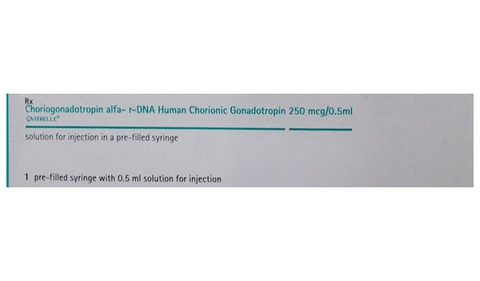 Rx
Choriogonadotropin alfa- r-DNA Human Chorionic Gonadotropin 250 mcg/0.5ml
OVITRELLE®
solution for injection in a pre-filled syringe
1 pre-filled syringe with 0.5 ml solution for injection